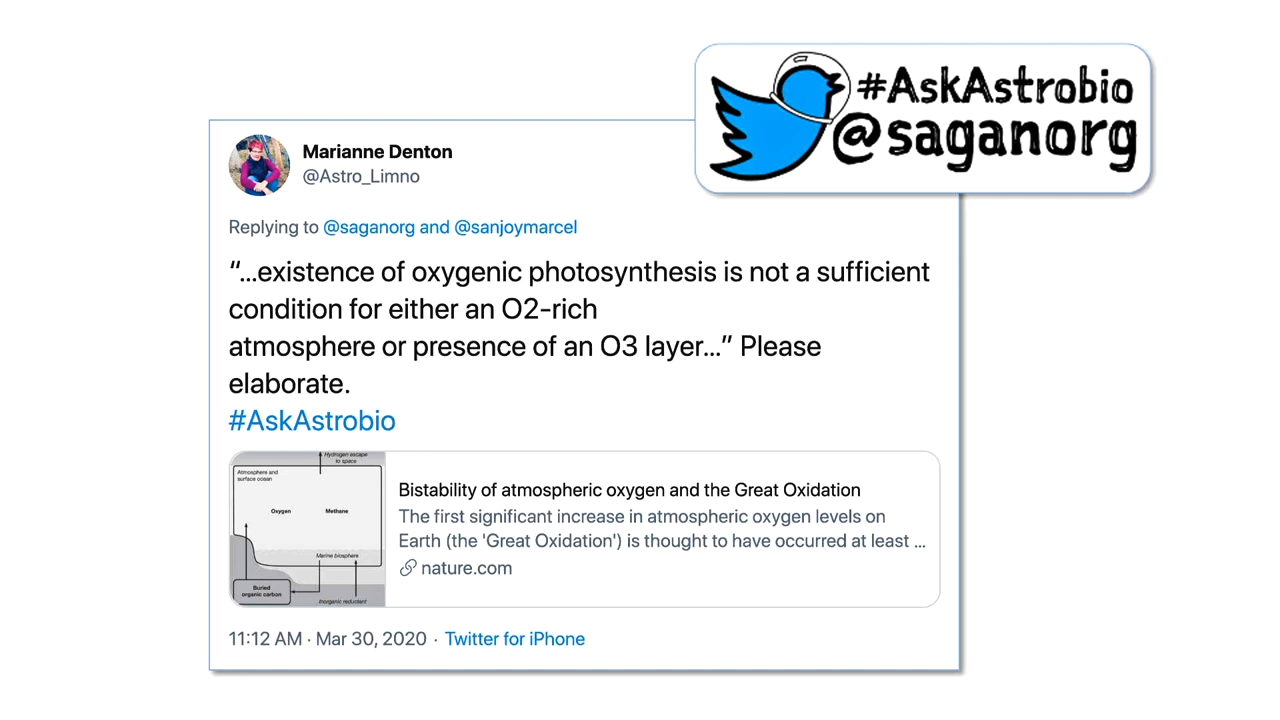 #AskAstrobio
@saganorg
Marianne Denton
@Astro_Limno
Replying to @saganorg and @sanjoymarcel
“...existence of oxygenic photosynthesis is not a sufficient
condition for either an O2-rich
atmosphere or presence of an O3 layer...” Please
elaborate.
#AskAstrobio
Hydrogen escape
to space
Atmosphere and
surface ocean
Oxygen Methane
Marine biosphere
Buried
organic carbon
Inorganic reductant
Bistability of atmospheric oxygen and the Great Oxidation
The first significant increase in atmospheric oxygen levels on
Earth (the 'Great Oxidation') is thought to have occurred at least ...
nature.com
11:12 AM · Mar 30, 2020 · Twitter for iPhone